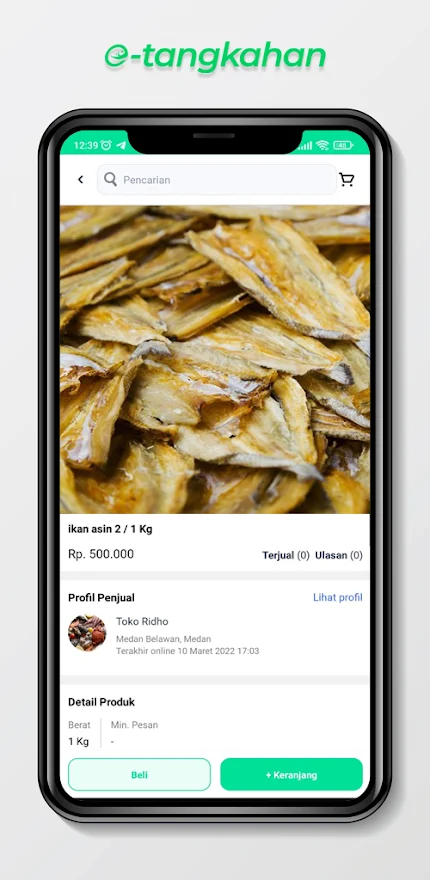 e-tangkahan
12:39
Pencarian
ikan asin 2 / 1 Kg
Rp. 500.000
Terjual (0) Ulasan (0)
Profil Penjual
Lihat profil
Toko Ridho
Medan Belawan, Medan
Terakhir online 10 Maret 2022 17:03
Detail Produk
Berat
Min. Pesan
1 Kg
-
Beli
+ Keranjang